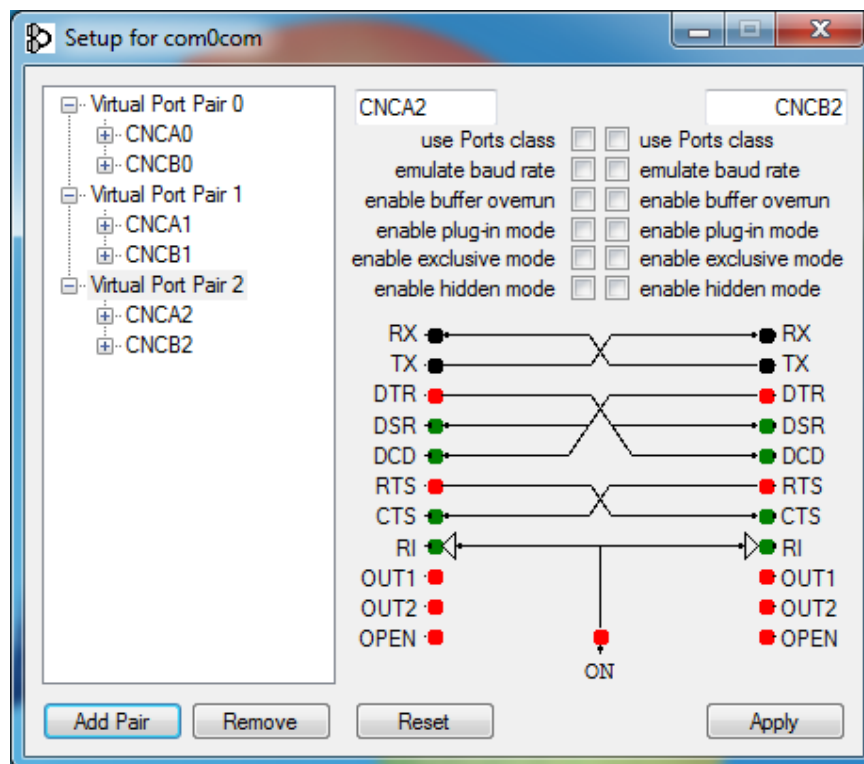 Setup for com0com
Virtual Port Pair 0
CNCA0
CNCB0
Virtual Port Pair 1
CNCA1
CNCB1
Virtual Port Pair 2
CNCA2
CNCB2
CNCA2 CNCB2
use Ports class use Ports class
emulate baud rate emulate baud rate
enable buffer overrun enable buffer overrun
enable plug-in mode enable plug-in mode
enable exclusive mode enable exclusive mode
enable hidden mode enable hidden mode
RX RX
TX TX
DTR DTR
DSR DSR
DCD DCD
RTS RTS
CTS CTS
RI RI
OUT1 OUT1
OUT2 OUT2
OPEN OPEN
ON
Add Pair Remove Reset Apply